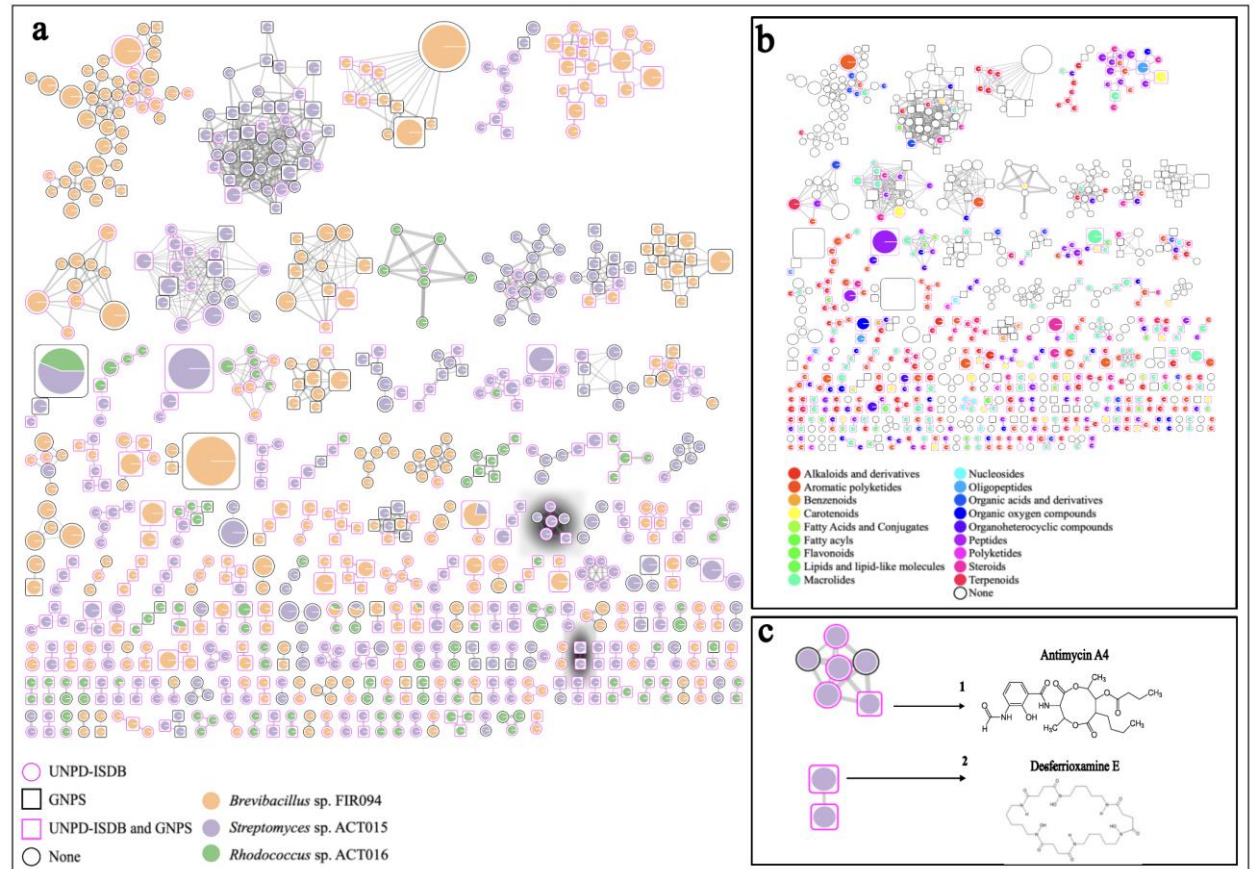 a
UNPD-ISDB
GNPS
UNPD-ISDB and GNPS
None
Brevibacillus sp. FIR094
Streptomyces sp. ACT015
Rhodococcus sp. ACT016
b
Alkaloids and derivatives
Aromatic polyketides
Benzenoids
Carotenoids
Fatty Acids and Conjugates
Fatty acyls
Flavonoids
Lipids and lipid-like molecules
Macrolides
Nucleosides
Oligopeptides
Organic acids and derivatives
Organic oxygen compounds
Organoheterocyclic compounds
Peptides
Polyketides
Steroids
Terpenoids
None
c
1
Antimycin A4
2
Desferrioxamine E